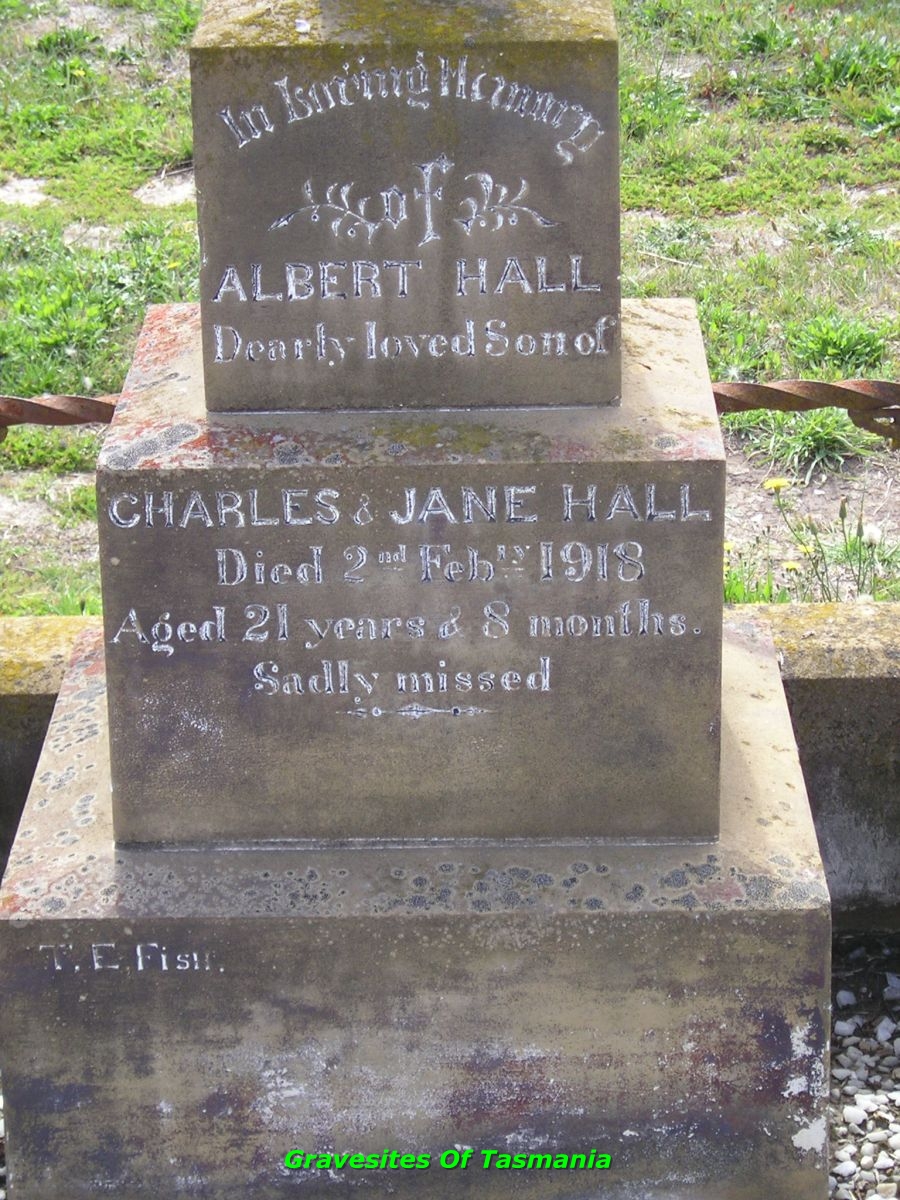 In Loving Memory
of
ALBERT HALL
Dearly loved Son of
CHARLES & JANE HALL
Died 2nd Febry 1918
Aged 21 years & 8 months.
Sadly missed
T. E. Fish.
Gravesites Of Tasmania